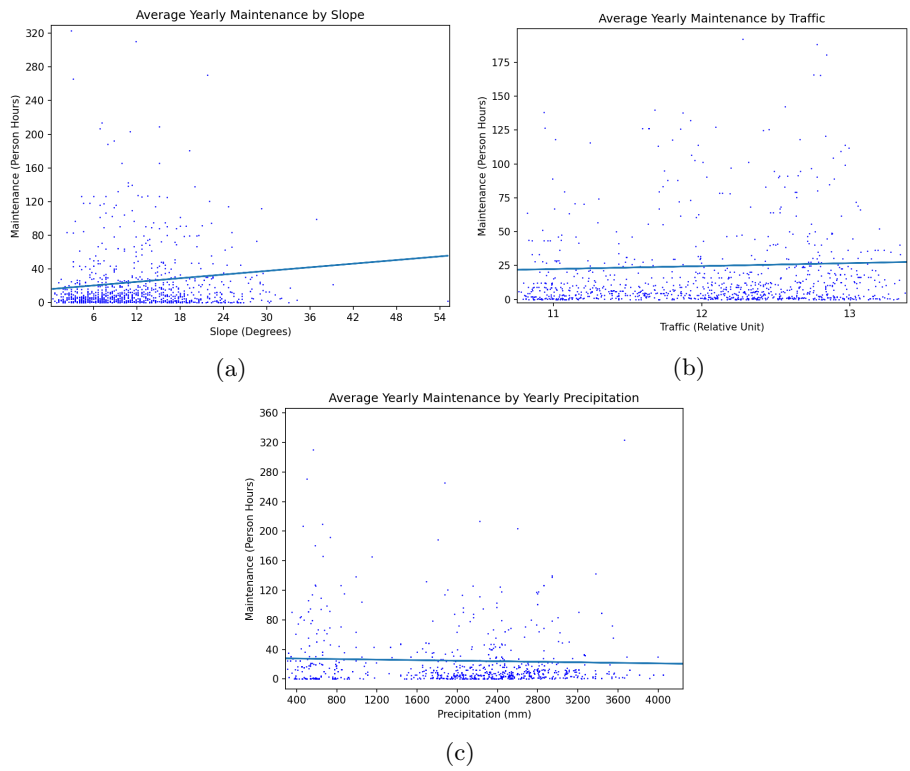 Average Yearly Maintenance by Slope
320
280
240
200
160
120
80
40
0
Maintenance (Person Hours)
6 12 18 24 30 36 42 48 54
Slope (Degrees)
(a)
Average Yearly Maintenance by Traffic
175
150
125
100
75
50
25
0
Maintenance (Person Hours)
11 12 13
Traffic (Relative Unit)
(b)
Average Yearly Maintenance by Yearly Precipitation
360
320
280
240
200
160
120
80
40
0
Maintenance (Person Hours)
400 800 1200 1600 2000 2400 2800 3200 3600 4000
Precipitation (mm)
(c)